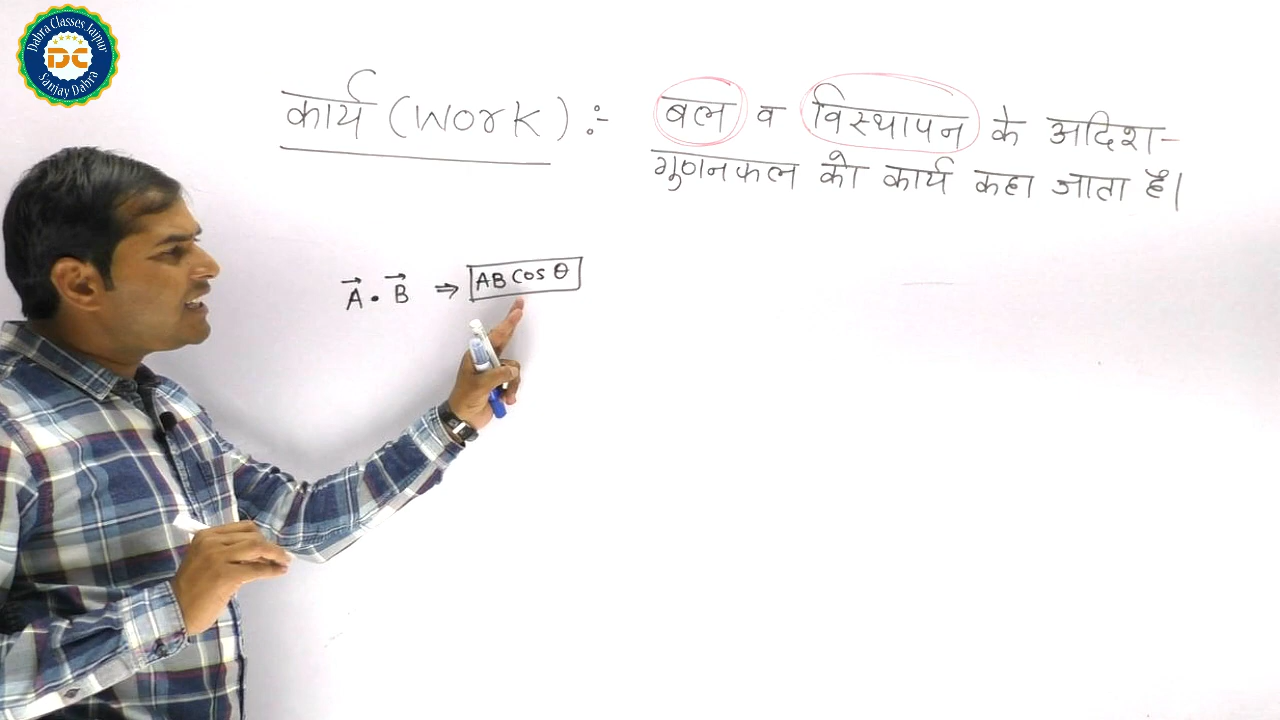 Dabra Classes Jaipur
DC
Sanjay Dabra
कार्य (Work) :- बल व विस्थापन के अदिश-
गुणनफल को कार्य कहा जाता है।
A⃗ • B⃗ ⇒ AB Cos θ